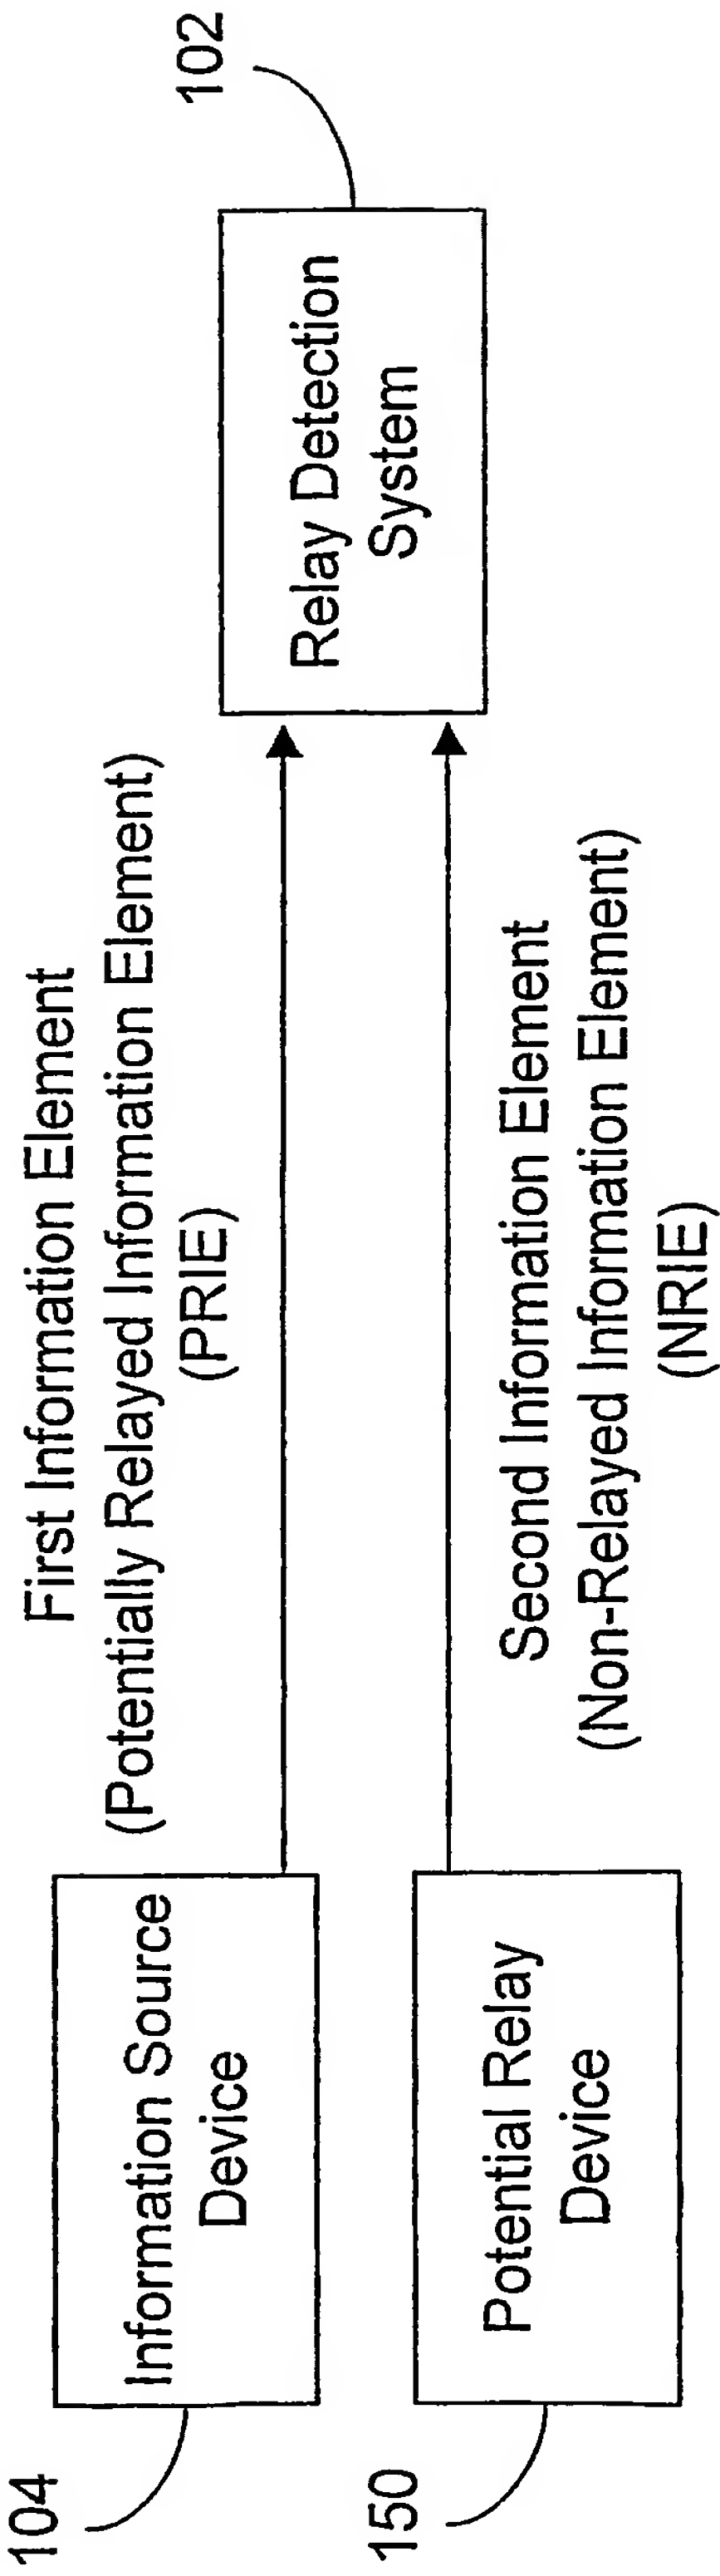 102
Relay Detection
System
First Information Element
(Potentially Relayed Information Element)
(PRIE)
Second Information Element
(Non-Relayed Information Element)
(NRIE)
104
Information Source
Device
150
Potential Relay
Device